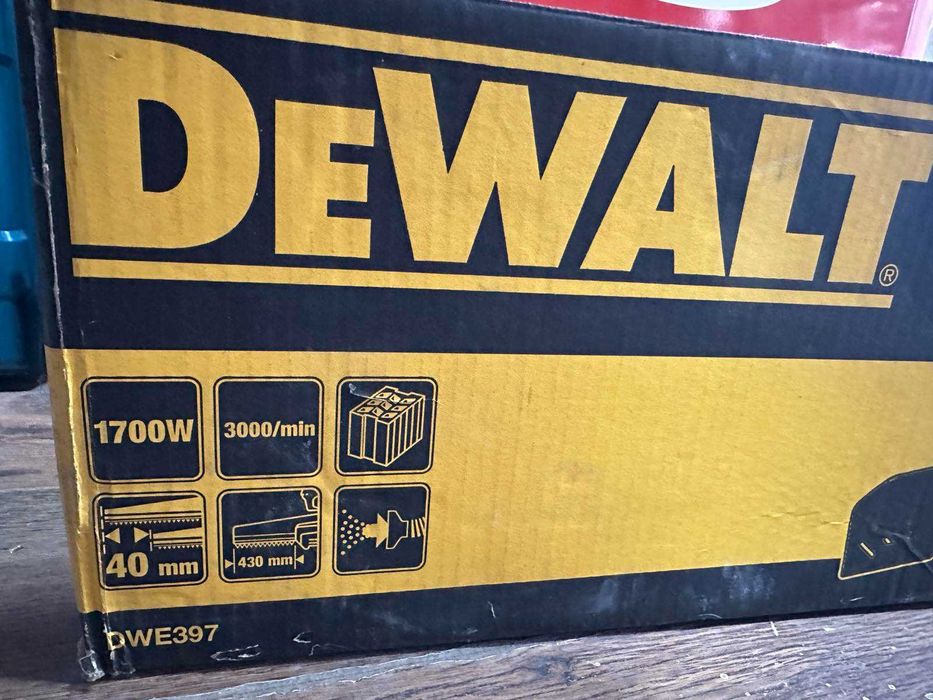 DEWALT®
1700W
3000/min
40 mm
430 mm
DWE397